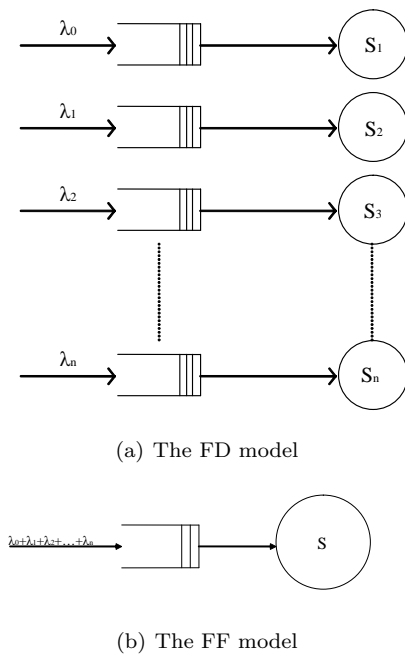 λ0 S1
λ1 S2
λ2 S3
λn Sn
(a) The FD model
λ0+λ1+λ2+...+λn S
(b) The FF model